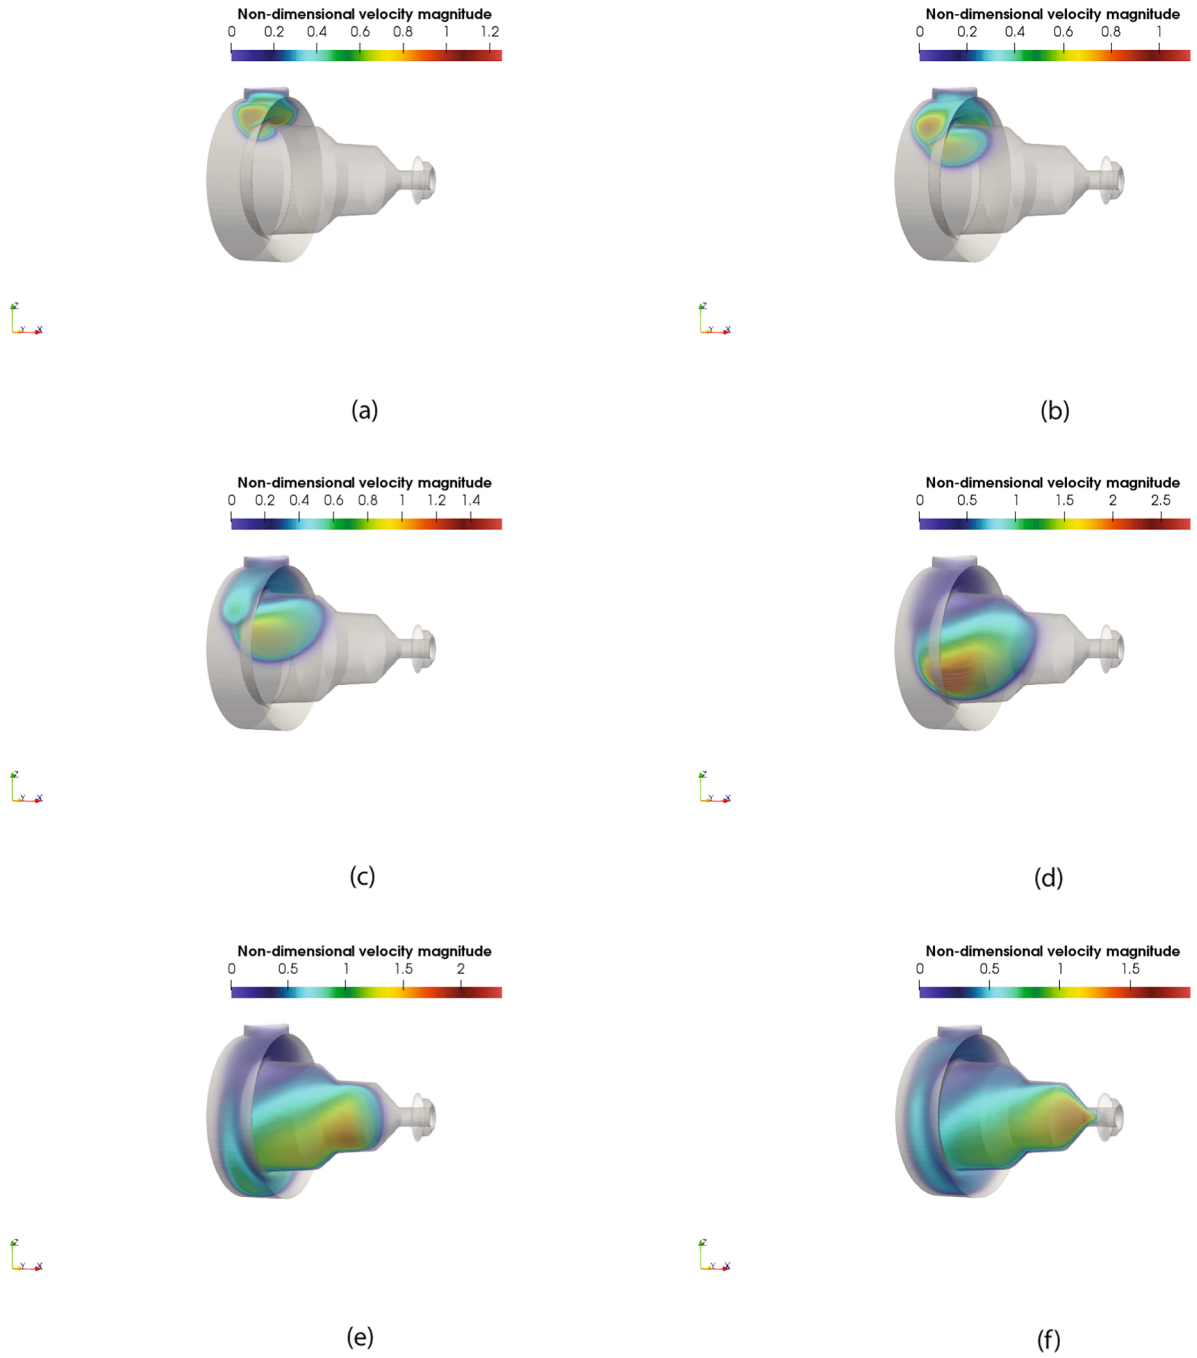 Non-dimensional velocity magnitude
0 0.2 0.4 0.6 0.8 1 1.2
Z
Y X
(a)
Non-dimensional velocity magnitude
0 0.2 0.4 0.6 0.8 1
Z
Y X
(b)
Non-dimensional velocity magnitude
0 0.2 0.4 0.6 0.8 1 1.2 1.4
Z
Y X
(c)
Non-dimensional velocity magnitude
0 0.5 1 1.5 2 2.5
Z
Y X
(d)
Non-dimensional velocity magnitude
0 0.5 1 1.5 2
Z
Y X
(e)
Non-dimensional velocity magnitude
0 0.5 1 1.5
Z
Y X
(f)